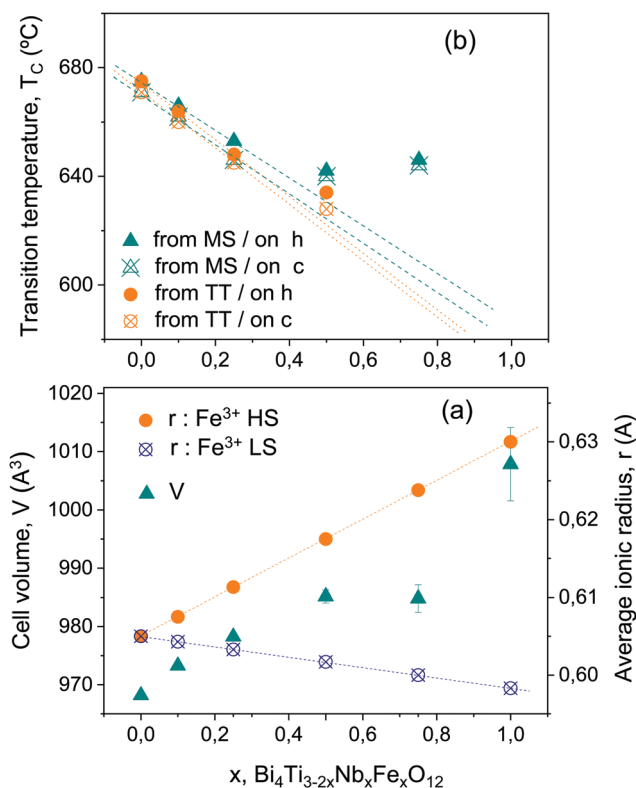 (b)
Transition temperature, T_C (ºC)
680
640
600
from MS / on h
from MS / on c
from TT / on h
from TT / on c
0,0 0,2 0,4 0,6 0,8 1,0
(a)
Cell volume, V (A³)
1020
1010
1000
990
980
970
r : Fe³⁺ HS
r : Fe³⁺ LS
V
0,63
0,62
0,61
0,60
Average ionic radius, r (A)
0,0 0,2 0,4 0,6 0,8 1,0
x, Bi₄Ti₃₋₂ₓNbₓFeₓO₁₂